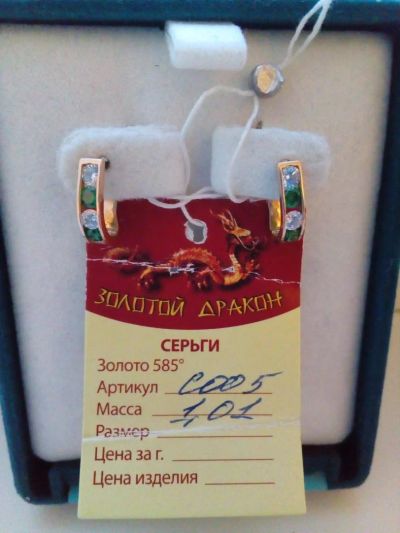 ЗОЛОТОЙ ДРАКОН
СЕРЬГИ
Золото 585°
Артикул С005
Масса 1,01
Размер
Цена за г.
Цена изделия